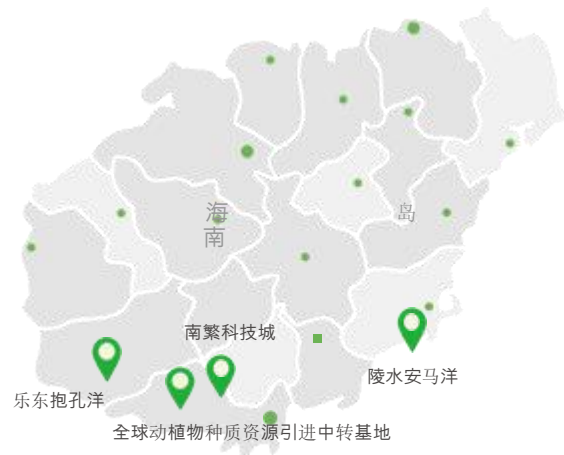 海
南
岛
南繁科技城
陵水安马洋
乐东抱孔洋
全球动植物种质资源引进中转基地